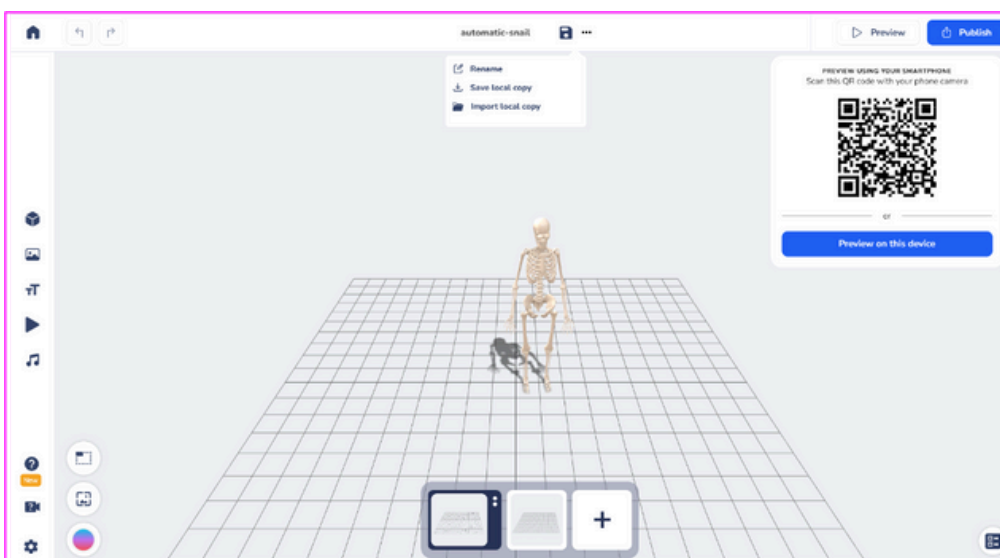 automatic-snail
Preview
Publish
Rename
Save local copy
Import local copy
PREVIEW USING YOUR SMARTPHONE
Scan this QR code with your phone camera
or
Preview on this device
New